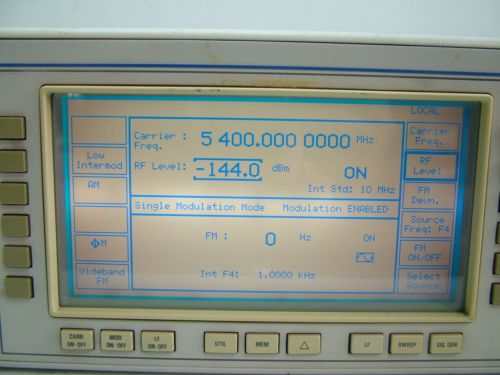 LOCAL
Carrier Freq. : 5 400.000 0000 MHz
RF Level: -144.0 dBm ON
Int Std: 10 MHz
Single Modulation Mode Modulation ENABLED
FM : 0 Hz ON
Int F4: 1.0000 kHz
Low Intermod
AM
ΦM
Wideband FM
Carrier Freq.
RF Level
FM Devn.
Source Freq: F4
FM ON/OFF
Select Source
CARR ON-OFF
MOD ON-OFF
LF ON-OFF
UTIL
MEM
△
LF
SWEEP
SIG GEN